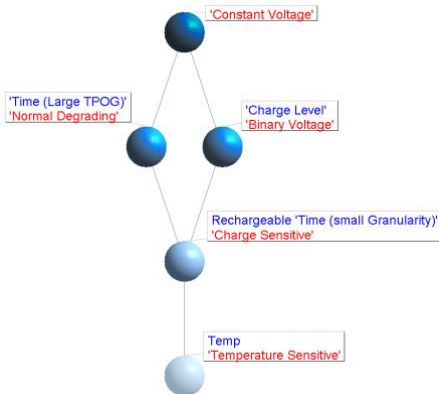 'Constant Voltage'
'Time (Large TPOG)'
'Normal Degrading'
'Charge Level'
'Binary Voltage'
Rechargeable 'Time (small Granularity)'
'Charge Sensitive'
Temp
'Temperature Sensitive'